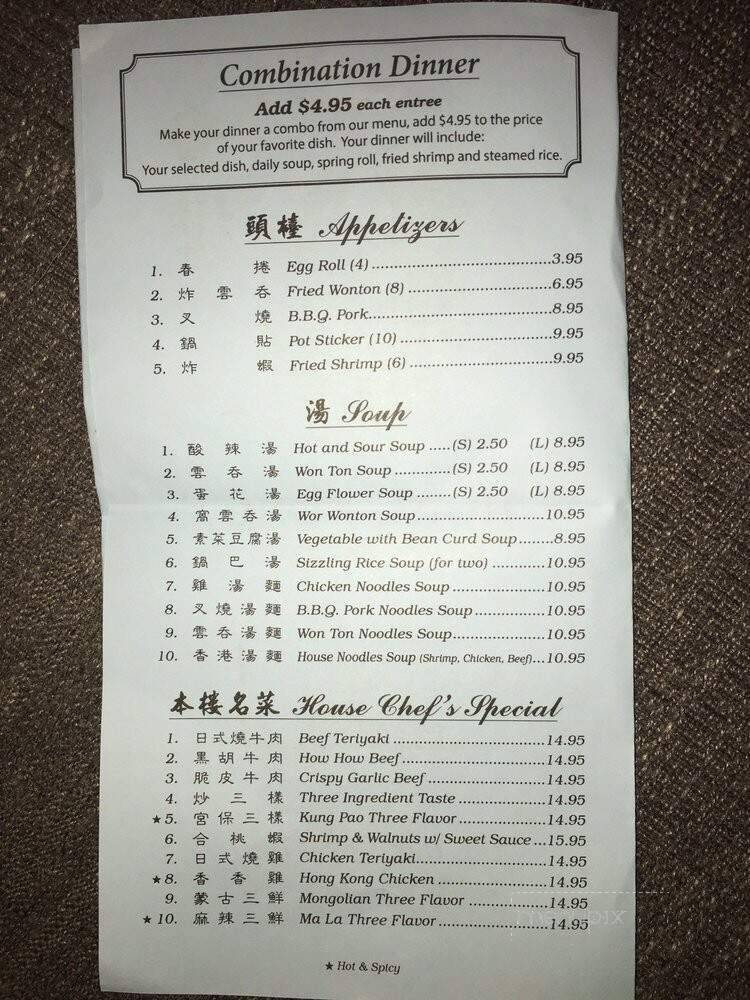 Combination Dinner
Add $4.95 each entree
Make your dinner a combo from our menu, add $4.95 to the price
of your favorite dish. Your dinner will include:
Your selected dish, daily soup, spring roll, fried shrimp and steamed rice.
頭檯 Appetizers
1. 春捲 Egg Roll (4) ........................................3.95
2. 炸雲吞 Fried Wonton (8) ................................6.95
3. 叉燒 B.B.Q. Pork........................................8.95
4. 鍋貼 Pot Sticker (10) ..................................9.95
5. 炸蝦 Fried Shrimp (6) ................................9.95
湯 Soup
1. 酸辣湯 Hot and Sour Soup .....(S) 2.50 (L) 8.95
2. 雲吞湯 Won Ton Soup ............(S) 2.50 (L) 8.95
3. 蛋花湯 Egg Flower Soup ........(S) 2.50 (L) 8.95
4. 窩雲吞湯 Wor Wonton Soup............................10.95
5. 素菜豆腐湯 Vegetable with Bean Curd Soup........8.95
6. 鍋巴湯 Sizzling Rice Soup (for two) ............10.95
7. 雞湯麵 Chicken Noodles Soup .....................10.95
8. 叉燒湯麵 B.B.Q. Pork Noodles Soup ...............10.95
9. 雲吞湯麵 Won Ton Noodles Soup....................10.95
10. 香港湯麵 House Noodles Soup (Shrimp, Chicken, Beef)...10.95
本楼名菜 House Chef's Special
1. 日式燒牛肉 Beef Teriyaki .................................14.95
2. 黑胡牛肉 How How Beef................................14.95
3. 脆皮牛肉 Crispy Garlic Beef ..........................14.95
4. 炒三樣 Three Ingredient Taste ...................14.95
★5. 宮保三樣 Kung Pao Three Flavor...................14.95
6. 合桃蝦 Shrimp & Walnuts w/ Sweet Sauce ...15.95
7. 日式燒雞 Chicken Teriyaki............................14.95
★8. 香香雞 Hong Kong Chicken ........................14.95
9. 蒙古三鮮 Mongolian Three Flavor .................14.95
★10. 麻辣三鮮 Ma La Three Flavor........................14.95
★ Hot & Spicy